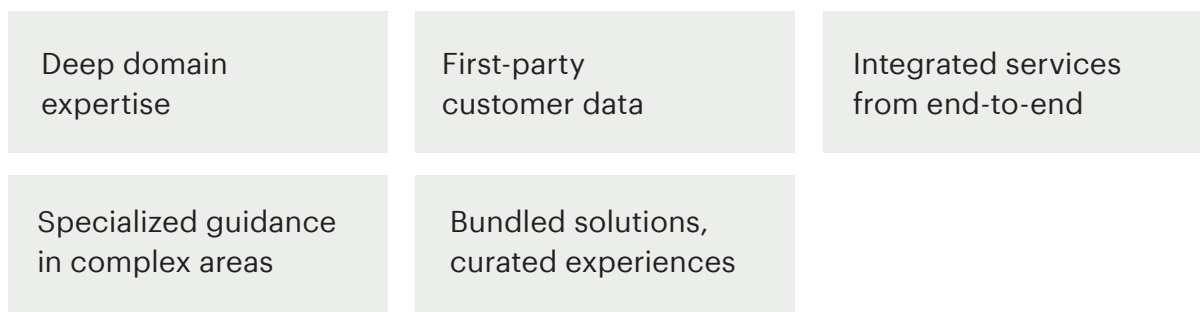 Deep domain
expertise
First-party
customer data
Integrated services
from end-to-end
Specialized guidance
in complex areas
Bundled solutions,
curated experiences